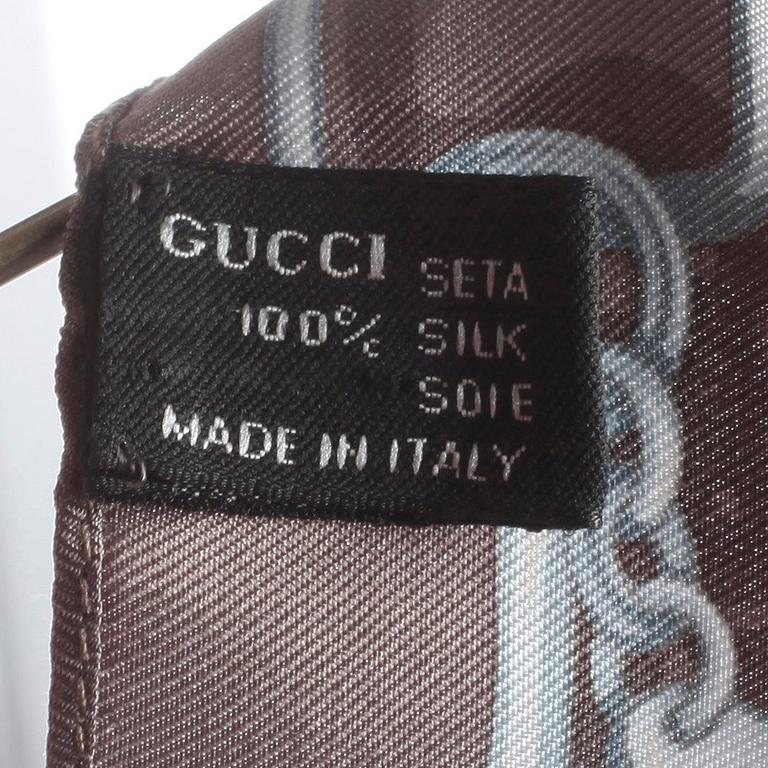 GUCCI SETA
100% SILK
SOIE
MADE IN ITALY